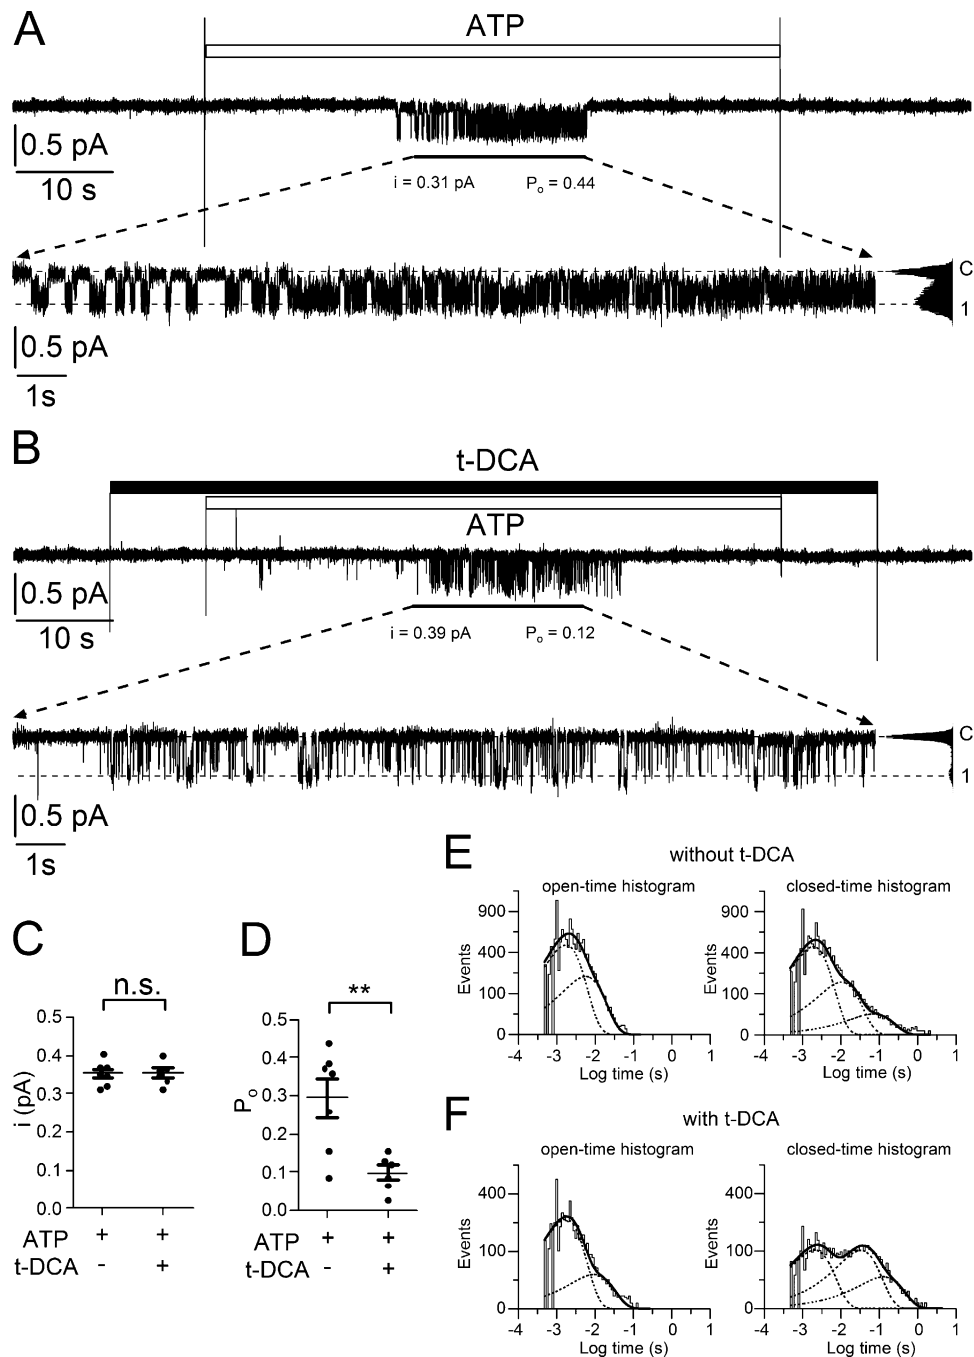 A
ATP
0.5 pA
10 s
i = 0.31 pA
Po = 0.44
C
1
0.5 pA
1s
B
t-DCA
ATP
0.5 pA
10 s
i = 0.39 pA
Po = 0.12
C
1
0.5 pA
1s
C
n.s.
i (pA)
0.5
0.4
0.3
0.2
0.1
0.0
ATP + +
t-DCA - +
D
**
Po
0.5
0.4
0.3
0.2
0.1
0.0
ATP + +
t-DCA - +
E
without t-DCA
open-time histogram
Events
900
400
100
0
-4 -3 -2 -1 0 1
Log time (s)
closed-time histogram
Events
900
400
100
0
-4 -3 -2 -1 0 1
Log time (s)
F
with t-DCA
open-time histogram
Events
400
100
0
-4 -3 -2 -1 0 1
Log time (s)
closed-time histogram
Events
400
100
0
-4 -3 -2 -1 0 1
Log time (s)